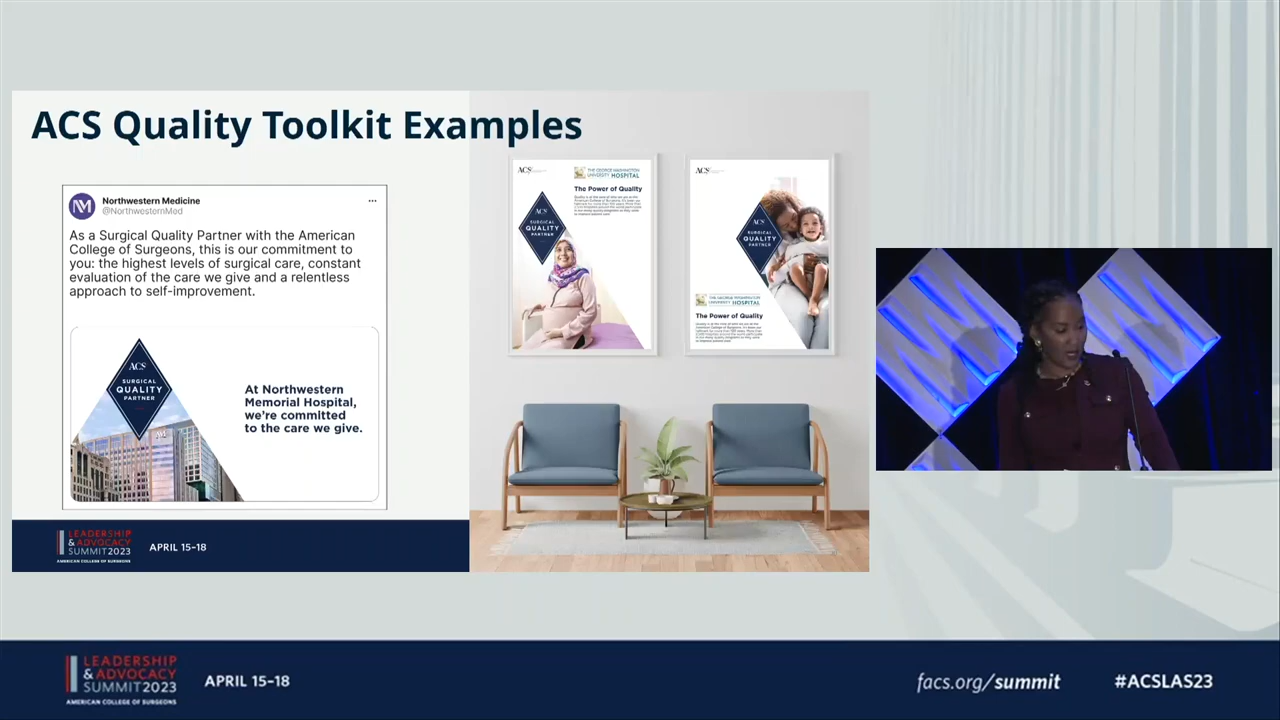 ACS Quality Toolkit Examples
Northwestern Medicine
@NorthwesternMed
As a Surgical Quality Partner with the American
College of Surgeons, this is our commitment to
you: the highest levels of surgical care, constant
evaluation of the care we give and a relentless
approach to self-improvement.
ACS
SURGICAL
QUALITY
PARTNER
At Northwestern
Memorial Hospital,
we're committed
to the care we give.
ACS
THE GEORGE WASHINGTON
UNIVERSITY HOSPITAL
The Power of Quality
ACS
SURGICAL
QUALITY
PARTNER
ACS
ACS
SURGICAL
QUALITY
PARTNER
THE GEORGE WASHINGTON
UNIVERSITY HOSPITAL
The Power of Quality
LEADERSHIP
& ADVOCACY
SUMMIT2023
AMERICAN COLLEGE OF SURGEONS
APRIL 15–18
LEADERSHIP
& ADVOCACY
SUMMIT2023
AMERICAN COLLEGE OF SURGEONS
APRIL 15–18
facs.org/summit
#ACSLAS23